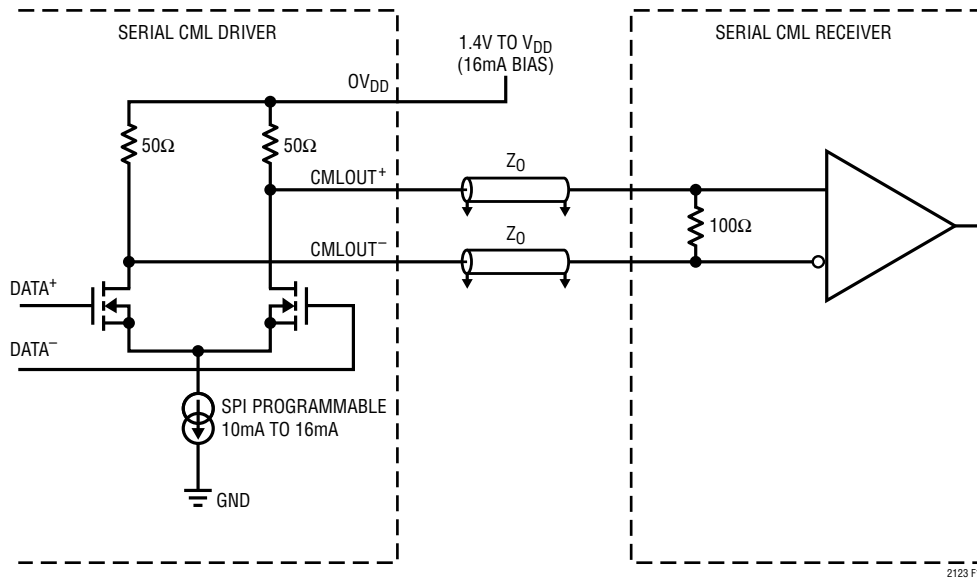 SERIAL CML DRIVER
SERIAL CML RECEIVER
1.4V TO VDD
(16mA BIAS)
OVDD
50Ω
50Ω
CMLOUT+
Z0
100Ω
CMLOUT−
Z0
DATA+
DATA−
SPI PROGRAMMABLE
10mA TO 16mA
GND